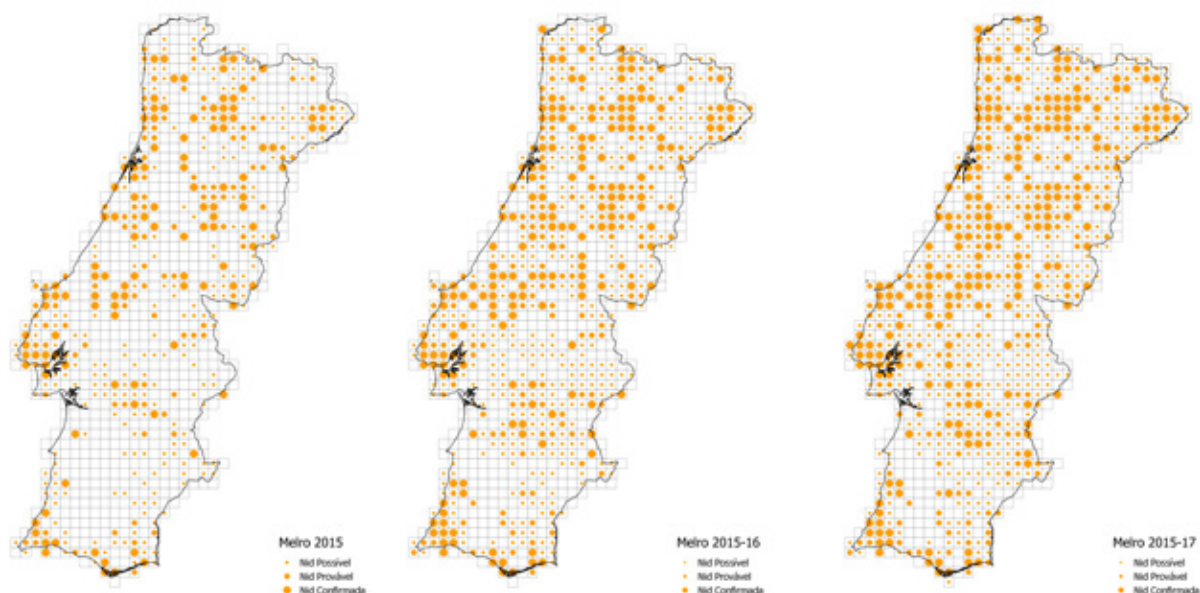 Melro 2015
Nid Possível
Nid Provável
Nid Confirmada
Melro 2015-16
Nid Possível
Nid Provável
Nid Confirmada
Melro 2015-17
Nid Possível
Nid Provável
Nid Confirmada